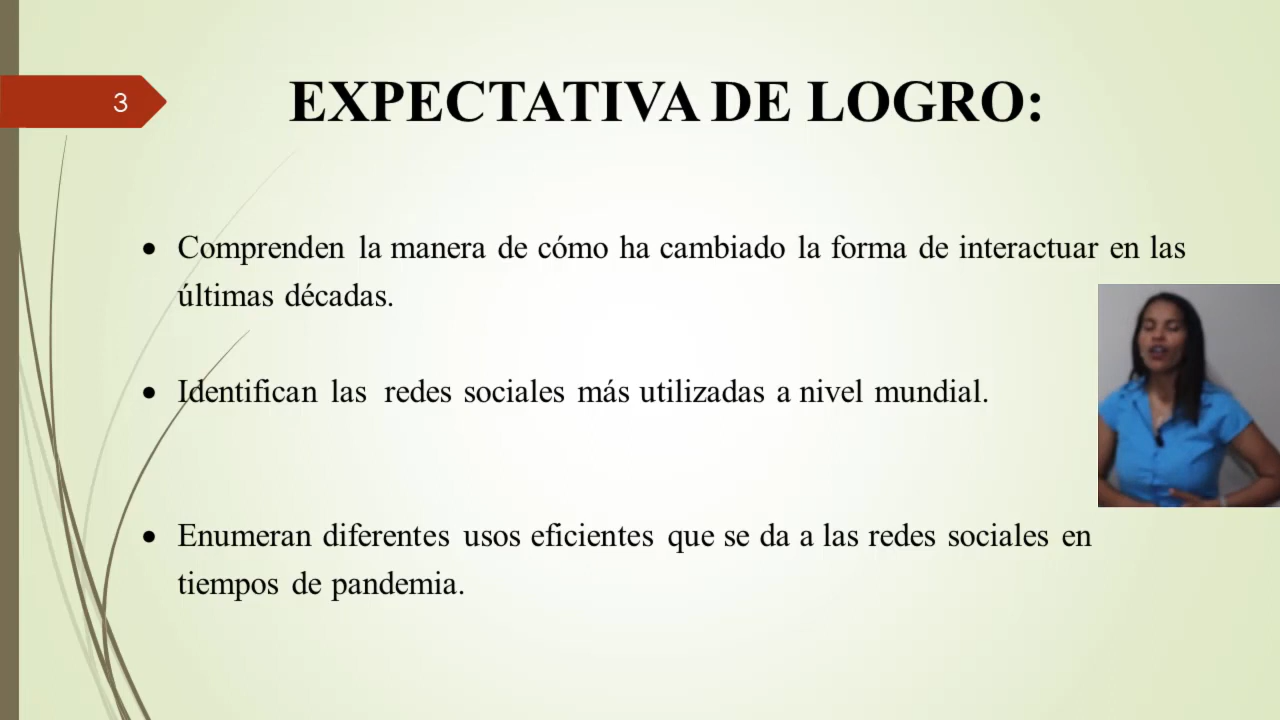 3
EXPECTATIVA DE LOGRO:
• Comprenden la manera de cómo ha cambiado la forma de interactuar en las
últimas décadas.
• Identifican las redes sociales más utilizadas a nivel mundial.
• Enumeran diferentes usos eficientes que se da a las redes sociales en
tiempos de pandemia.